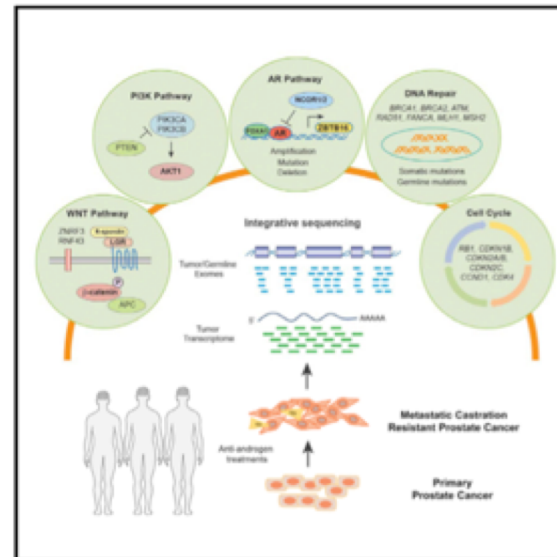 AR Pathway
NCOR1/2
FOXA1
AR
ZBTB16
Amplification
Mutation
Deletion
PI3K Pathway
PIK3CA
PIK3CB
PTEN
AKT1
DNA Repair
BRCA1, BRCA2, ATM,
RAD51, FANCA, MLH1, MSH2
Somatic mutations
Germline mutations
WNT Pathway
ZNRF3
RNF43
R-spondin
LGR
P
β-catenin
APC
Cell Cycle
RB1, CDKN1B,
CDKN2A/B,
CDKN2C,
CCND1, CDK4
Integrative sequencing
Tumor/Germline
Exomes
Tumor
Transcriptome
5'
AAAAA
Metastatic Castration
Resistant Prostate Cancer
Anti-androgen
treatments
Primary
Prostate Cancer